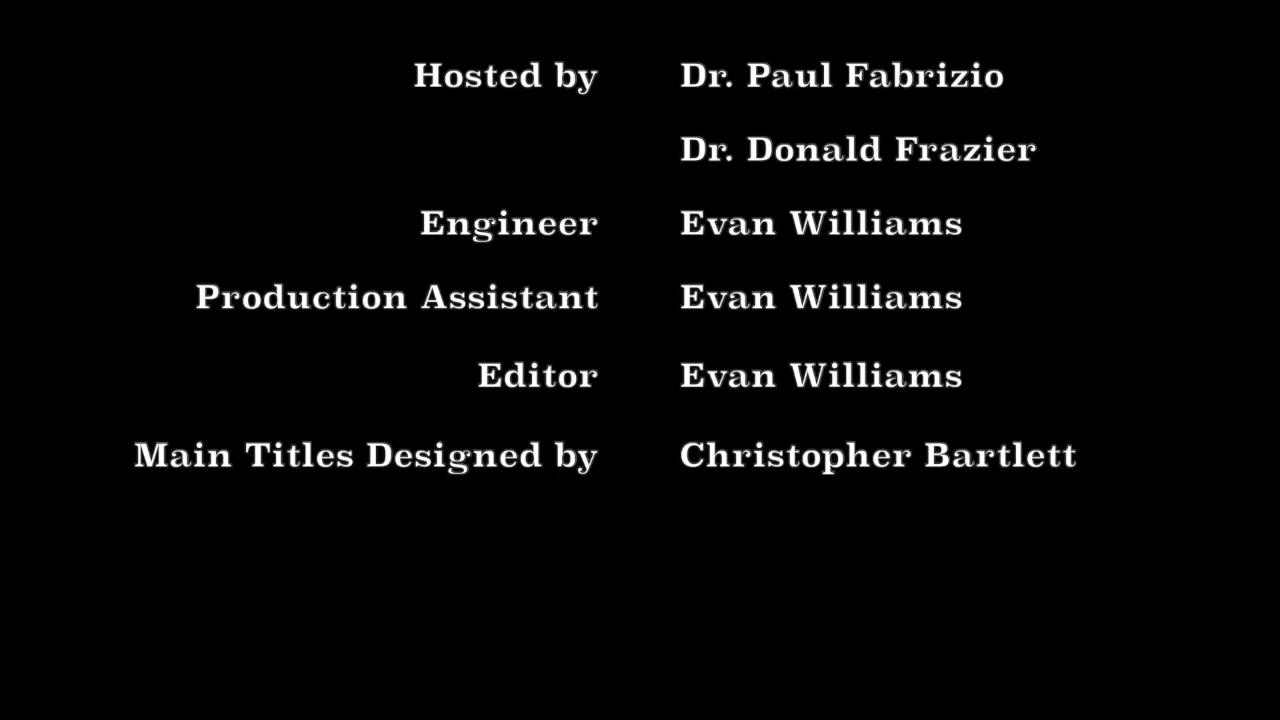 Hosted by Dr. Paul Fabrizio
Dr. Donald Frazier
Engineer Evan Williams
Production Assistant Evan Williams
Editor Evan Williams
Main Titles Designed by Christopher Bartlett